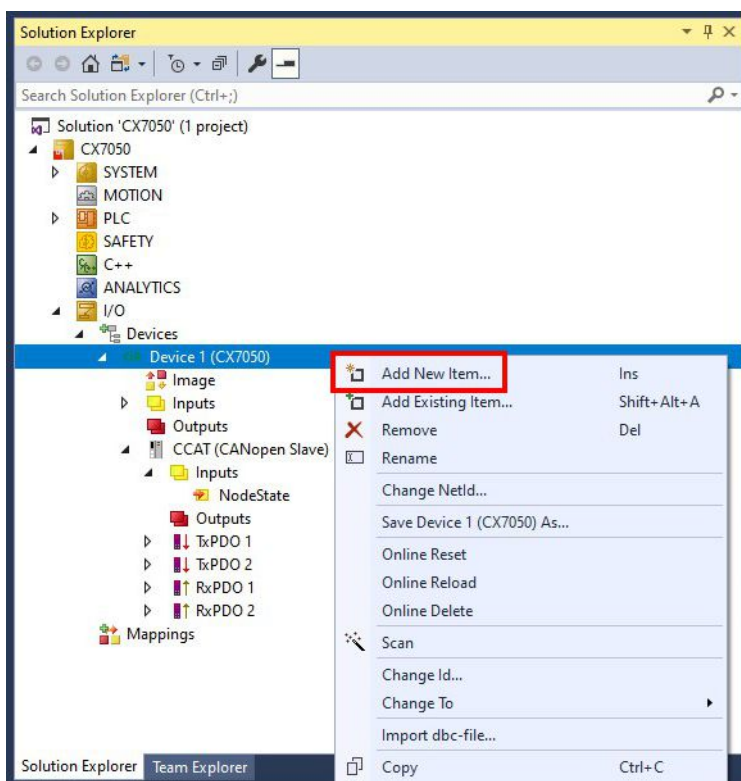 Solution Explorer
Search Solution Explorer (Ctrl+;)
Solution 'CX7050' (1 project)
CX7050
SYSTEM
MOTION
PLC
SAFETY
C++
ANALYTICS
I/O
Devices
Device 1 (CX7050)
Image
Inputs
Outputs
CCAT (CANopen Slave)
Inputs
NodeState
Outputs
TxPDO 1
TxPDO 2
RxPDO 1
RxPDO 2
Mappings
Add New Item... Ins
Add Existing Item... Shift+Alt+A
Remove Del
Rename
Change NetId...
Save Device 1 (CX7050) As...
Online Reset
Online Reload
Online Delete
Scan
Change Id...
Change To
Import dbc-file...
Copy Ctrl+C
Solution Explorer Team Explorer